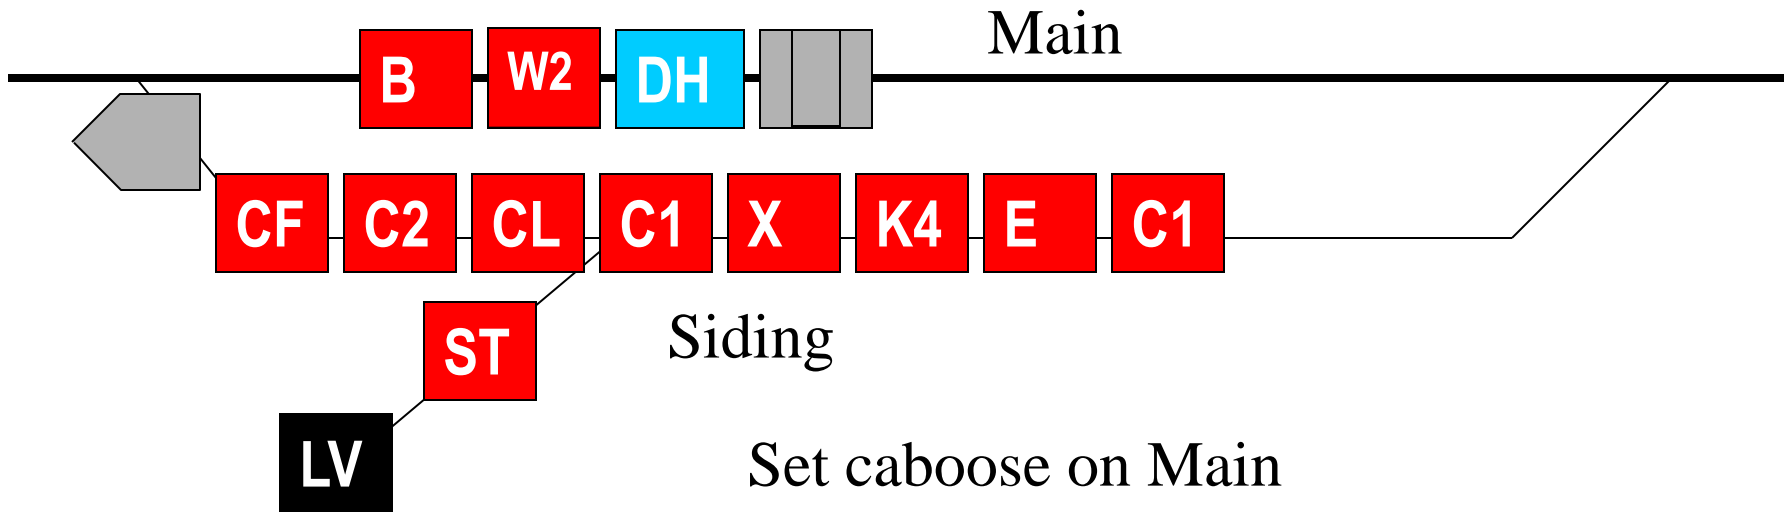 Main
B W2 DH
CF C2 CL C1 X K4 E C1
ST
Siding
LV
Set caboose on Main